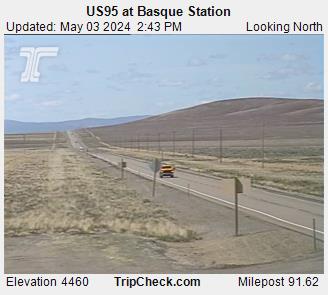 US95 at Basque Station
Updated: May 03 2024 2:43 PM Looking North
Elevation 4460 TripCheck.com Milepost 91.62